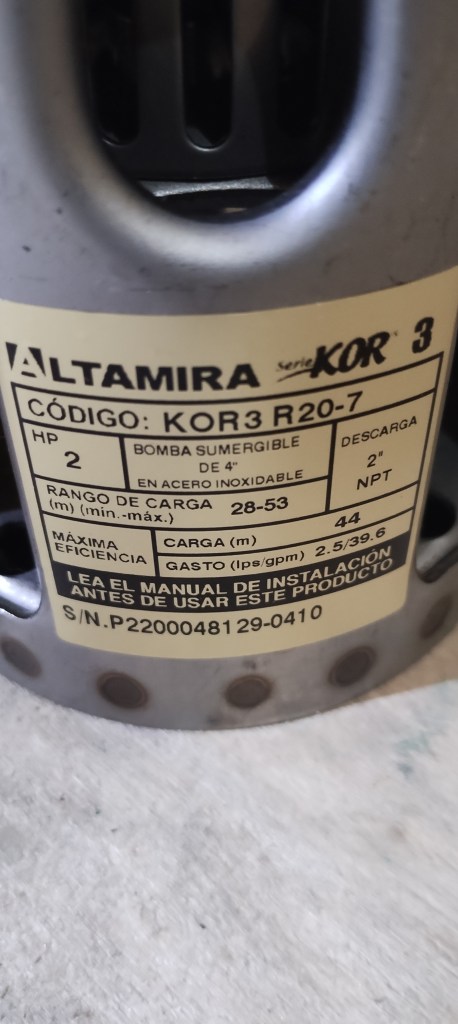 ALTAMIRA Serie KOR 3
CÓDIGO: KOR3 R20-7
HP
2
BOMBA SUMERGIBLE
DE 4"
EN ACERO INOXIDABLE
DESCARGA
2"
NPT
RANGO DE CARGA
(m) (min.-máx.)
28-53
MÁXIMA
EFICIENCIA
CARGA (m)
44
GASTO (lps/gpm) 2.5/39.6
LEA EL MANUAL DE INSTALACIÓN
ANTES DE USAR ESTE PRODUCTO
S/N.P2200048129-0410